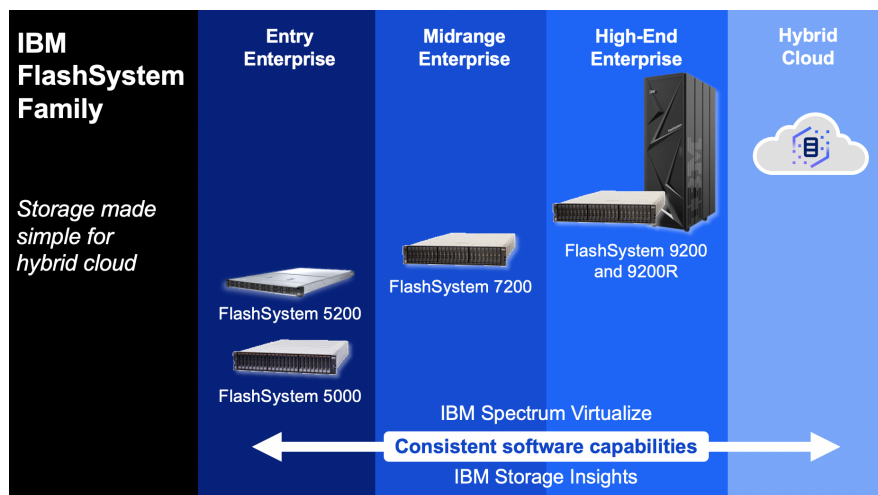 IBM
FlashSystem
Family
Storage made
simple for
hybrid cloud
Entry
Enterprise
FlashSystem 5200
FlashSystem 5000
Midrange
Enterprise
FlashSystem 7200
High-End
Enterprise
IBM
FlashSystem 9200
and 9200R
Hybrid
Cloud
IBM Spectrum Virtualize
Consistent software capabilities
IBM Storage Insights